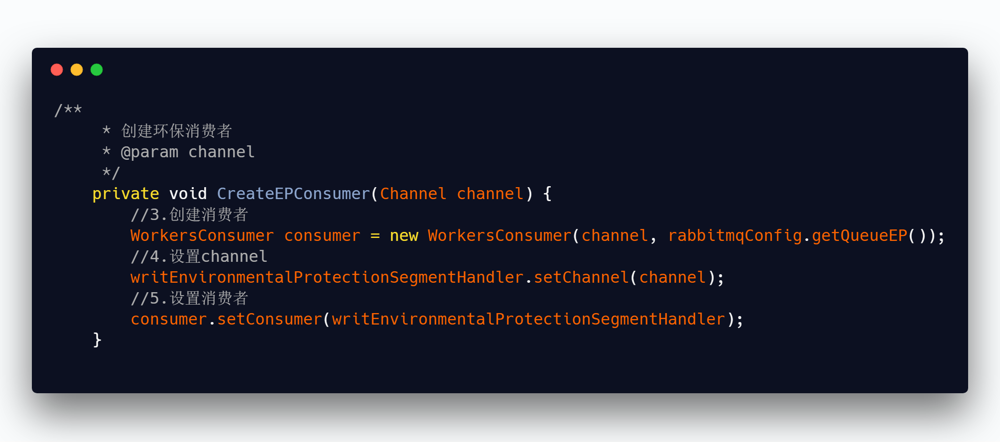 /**
     * 创建环保消费者
     * @param channel
     */
    private void CreateEPConsumer(Channel channel) {
        //3.创建消费者
        WorkersConsumer consumer = new WorkersConsumer(channel, rabbitmqConfig.getQueueEP());
        //4.设置channel
        writEnvironmentalProtectionSegmentHandler.setChannel(channel);
        //5.设置消费者
        consumer.setConsumer(writEnvironmentalProtectionSegmentHandler);
    }